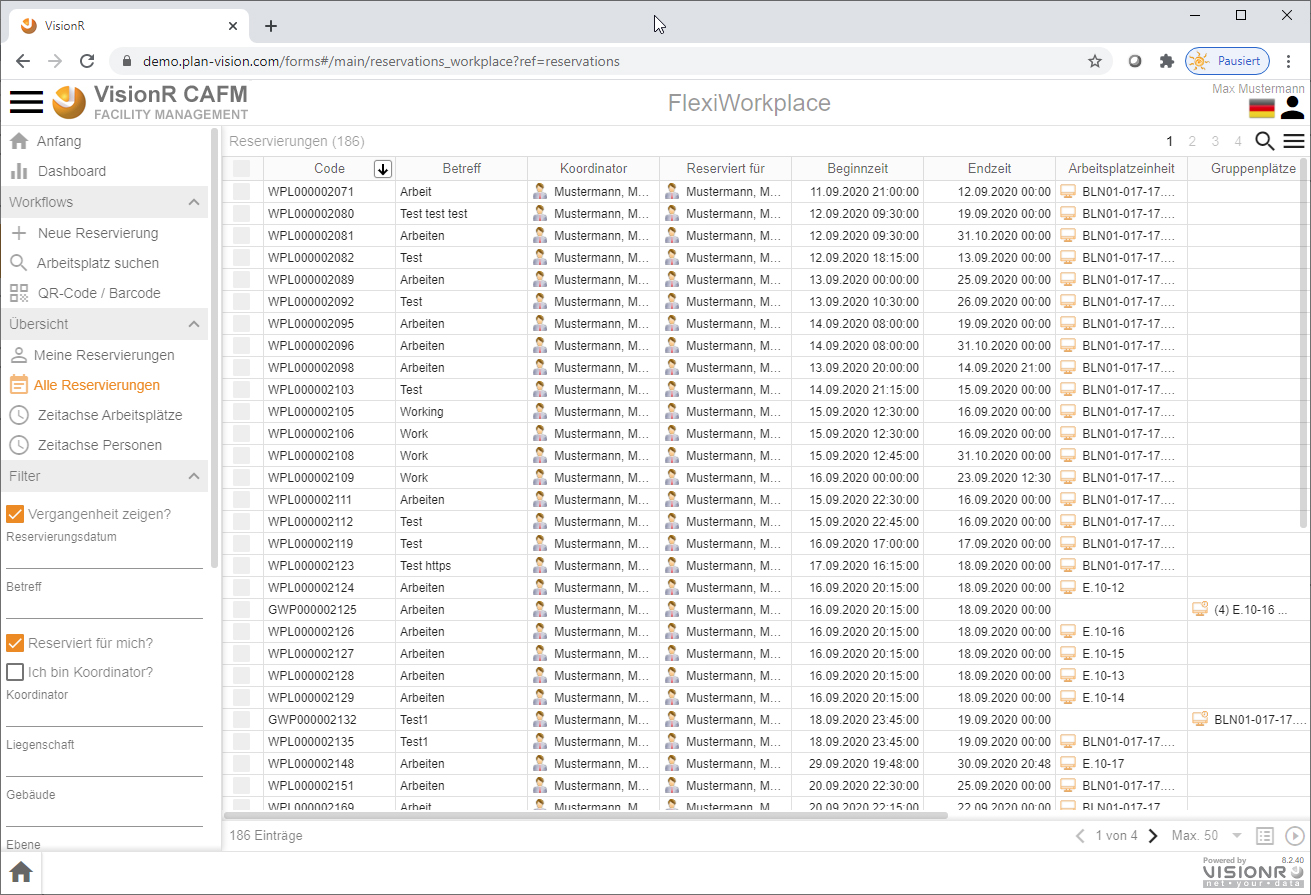 VisionR
demo.plan-vision.com/forms#/main/reservations_workplace?ref=reservations
Pausiert
VisionR CAFM
FACILITY MANAGEMENT
FlexiWorkplace
Max Mustermann
Anfang
Dashboard
Workflows
Neue Reservierung
Arbeitsplatz suchen
QR-Code / Barcode
Übersicht
Meine Reservierungen
Alle Reservierungen
Zeitachse Arbeitsplätze
Zeitachse Personen
Filter
Vergangenheit zeigen?
Reservierungsdatum
Betreff
Reserviert für mich?
Ich bin Koordinator?
Koordinator
Liegenschaft
Gebäude
Ebene
Reservierungen (186)
1 2 3 4
Code Betreff Koordinator Reserviert für Beginnzeit Endzeit Arbeitsplatzeinheit Gruppenplätze
WPL000002071 Arbeit Mustermann, M... Mustermann, M... 11.09.2020 21:00:00 12.09.2020 00:00 BLN01-017-17....
WPL000002080 Test test test Mustermann, M... Mustermann, M... 12.09.2020 09:30:00 19.09.2020 00:00 BLN01-017-17....
WPL000002081 Arbeiten Mustermann, M... Mustermann, M... 12.09.2020 09:30:00 31.10.2020 00:00 BLN01-017-17....
WPL000002082 Test Mustermann, M... Mustermann, M... 12.09.2020 18:15:00 13.09.2020 00:00 BLN01-017-17....
WPL000002089 Arbeiten Mustermann, M... Mustermann, M... 13.09.2020 00:00:00 25.09.2020 00:00 BLN01-017-17....
WPL000002092 Test Mustermann, M... Mustermann, M... 13.09.2020 10:30:00 26.09.2020 00:00 BLN01-017-17....
WPL000002095 Arbeiten Mustermann, M... Mustermann, M... 14.09.2020 08:00:00 19.09.2020 00:00 BLN01-017-17....
WPL000002096 Arbeiten Mustermann, M... Mustermann, M... 14.09.2020 08:00:00 31.10.2020 00:00 BLN01-017-17....
WPL000002098 Arbeiten Mustermann, M... Mustermann, M... 13.09.2020 20:00:00 14.09.2020 21:00 BLN01-017-17....
WPL000002103 Test Mustermann, M... Mustermann, M... 14.09.2020 21:15:00 15.09.2020 00:00 BLN01-017-17....
WPL000002105 Working Mustermann, M... Mustermann, M... 15.09.2020 12:30:00 16.09.2020 00:00 BLN01-017-17....
WPL000002106 Work Mustermann, M... Mustermann, M... 15.09.2020 12:30:00 16.09.2020 00:00 BLN01-017-17....
WPL000002108 Work Mustermann, M... Mustermann, M... 15.09.2020 12:45:00 31.10.2020 00:00 BLN01-017-17....
WPL000002109 Work Mustermann, M... Mustermann, M... 16.09.2020 00:00:00 23.09.2020 12:30 BLN01-017-17....
WPL000002111 Arbeiten Mustermann, M... Mustermann, M... 15.09.2020 22:30:00 16.09.2020 00:00 BLN01-017-17....
WPL000002112 Test Mustermann, M... Mustermann, M... 15.09.2020 22:45:00 16.09.2020 00:00 BLN01-017-17....
WPL000002119 Test Mustermann, M... Mustermann, M... 16.09.2020 17:00:00 17.09.2020 00:00 BLN01-017-17....
WPL000002123 Test https Mustermann, M... Mustermann, M... 17.09.2020 16:15:00 18.09.2020 00:00 BLN01-017-17....
WPL000002124 Arbeiten Mustermann, M... Mustermann, M... 16.09.2020 20:15:00 18.09.2020 00:00 E.10-12
GWP000002125 Arbeiten Mustermann, M... Mustermann, M... 16.09.2020 20:15:00 18.09.2020 00:00 (4) E.10-16 ...
WPL000002126 Arbeiten Mustermann, M... Mustermann, M... 16.09.2020 20:15:00 18.09.2020 00:00 E.10-16
WPL000002127 Arbeiten Mustermann, M... Mustermann, M... 16.09.2020 20:15:00 18.09.2020 00:00 E.10-15
WPL000002128 Arbeiten Mustermann, M... Mustermann, M... 16.09.2020 20:15:00 18.09.2020 00:00 E.10-13
WPL000002129 Arbeiten Mustermann, M... Mustermann, M... 16.09.2020 20:15:00 18.09.2020 00:00 E.10-14
GWP000002132 Test1 Mustermann, M... Mustermann, M... 18.09.2020 23:45:00 19.09.2020 00:00 BLN01-017-17....
WPL000002135 Test1 Mustermann, M... Mustermann, M... 18.09.2020 23:45:00 19.09.2020 00:00 BLN01-017-17....
WPL000002148 Arbeiten Mustermann, M... Mustermann, M... 29.09.2020 19:48:00 30.09.2020 20:48 E.10-17
WPL000002151 Arbeiten Mustermann, M... Mustermann, M... 20.09.2020 22:30:00 25.09.2020 00:00 BLN01-017-17....
WPL000002169 Arbeit Mustermann, M... Mustermann, M... 20.09.2020 22:15:00 22.09.2020 00:00 BLN01-017-17....
186 Einträge
1 von 4
Max. 50
Powered by 8.2.40
VISIONR
net • your • data